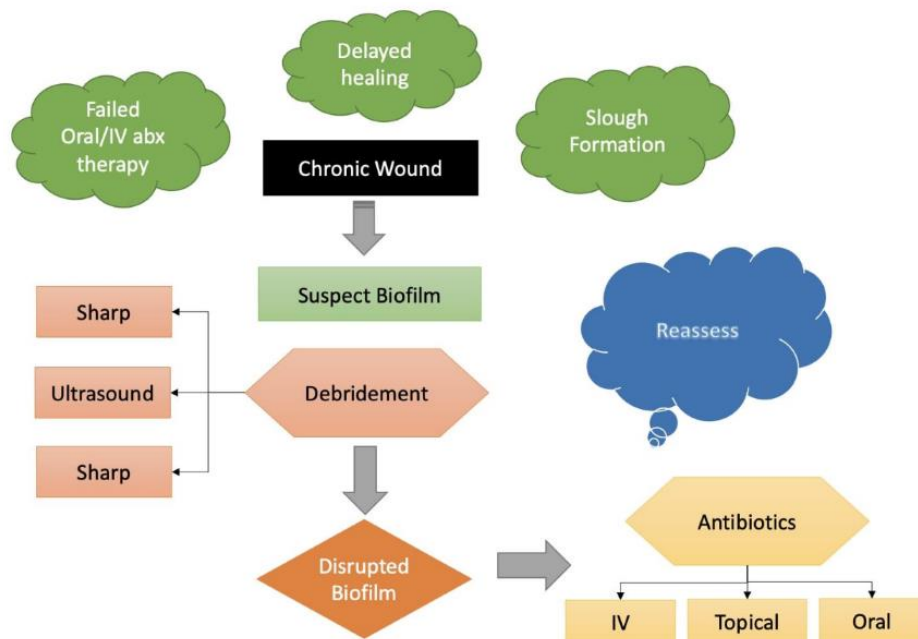 Delayed
healing
Failed
Oral/IV abx
therapy
Slough
Formation
Chronic Wound
Suspect Biofilm
Sharp
Reassess
Ultrasound
Debridement
Sharp
Antibiotics
Disrupted
Biofilm
IV
Topical
Oral